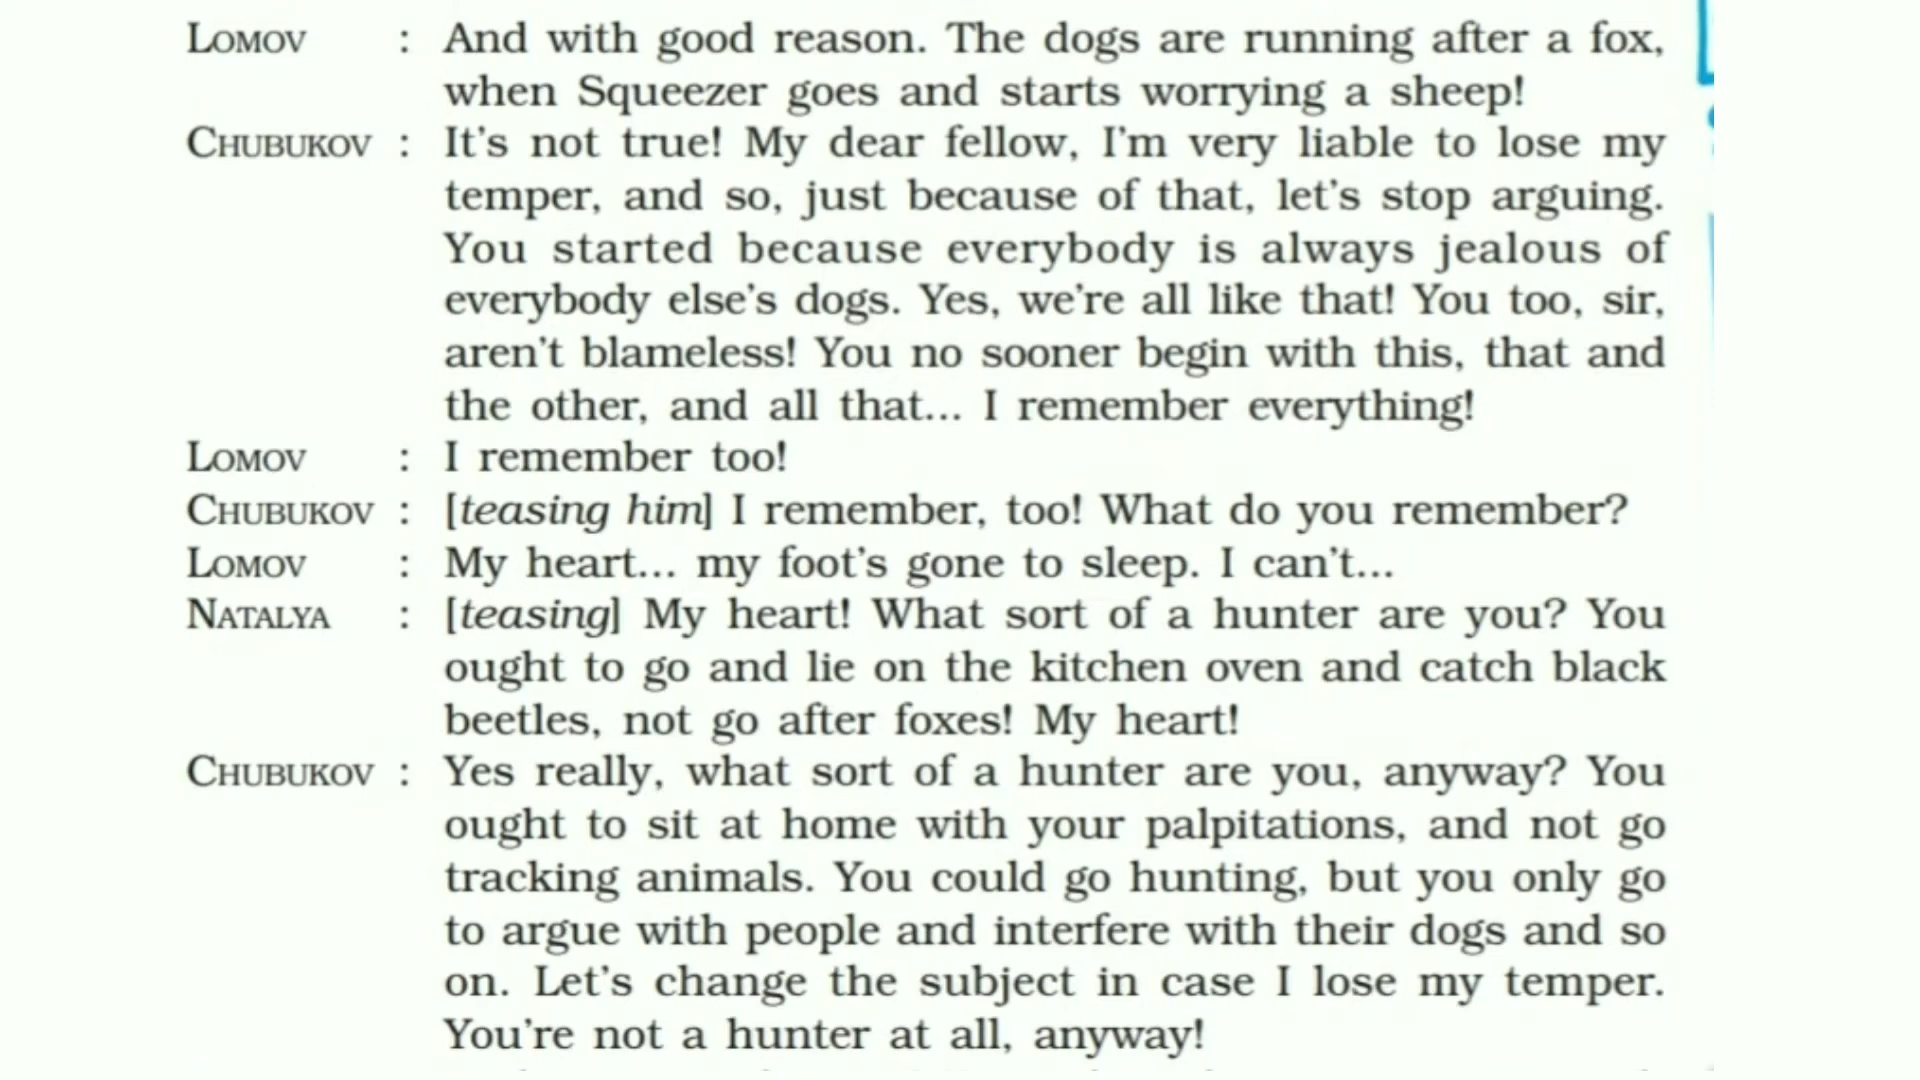 Lomov : And with good reason. The dogs are running after a fox,
when Squeezer goes and starts worrying a sheep!
Chubukov : It's not true! My dear fellow, I'm very liable to lose my
temper, and so, just because of that, let's stop arguing.
You started because everybody is always jealous of
everybody else's dogs. Yes, we're all like that! You too, sir,
aren't blameless! You no sooner begin with this, that and
the other, and all that... I remember everything!
Lomov : I remember too!
Chubukov : [teasing him] I remember, too! What do you remember?
Lomov : My heart... my foot's gone to sleep. I can't...
Natalya : [teasing] My heart! What sort of a hunter are you? You
ought to go and lie on the kitchen oven and catch black
beetles, not go after foxes! My heart!
Chubukov : Yes really, what sort of a hunter are you, anyway? You
ought to sit at home with your palpitations, and not go
tracking animals. You could go hunting, but you only go
to argue with people and interfere with their dogs and so
on. Let's change the subject in case I lose my temper.
You're not a hunter at all, anyway!